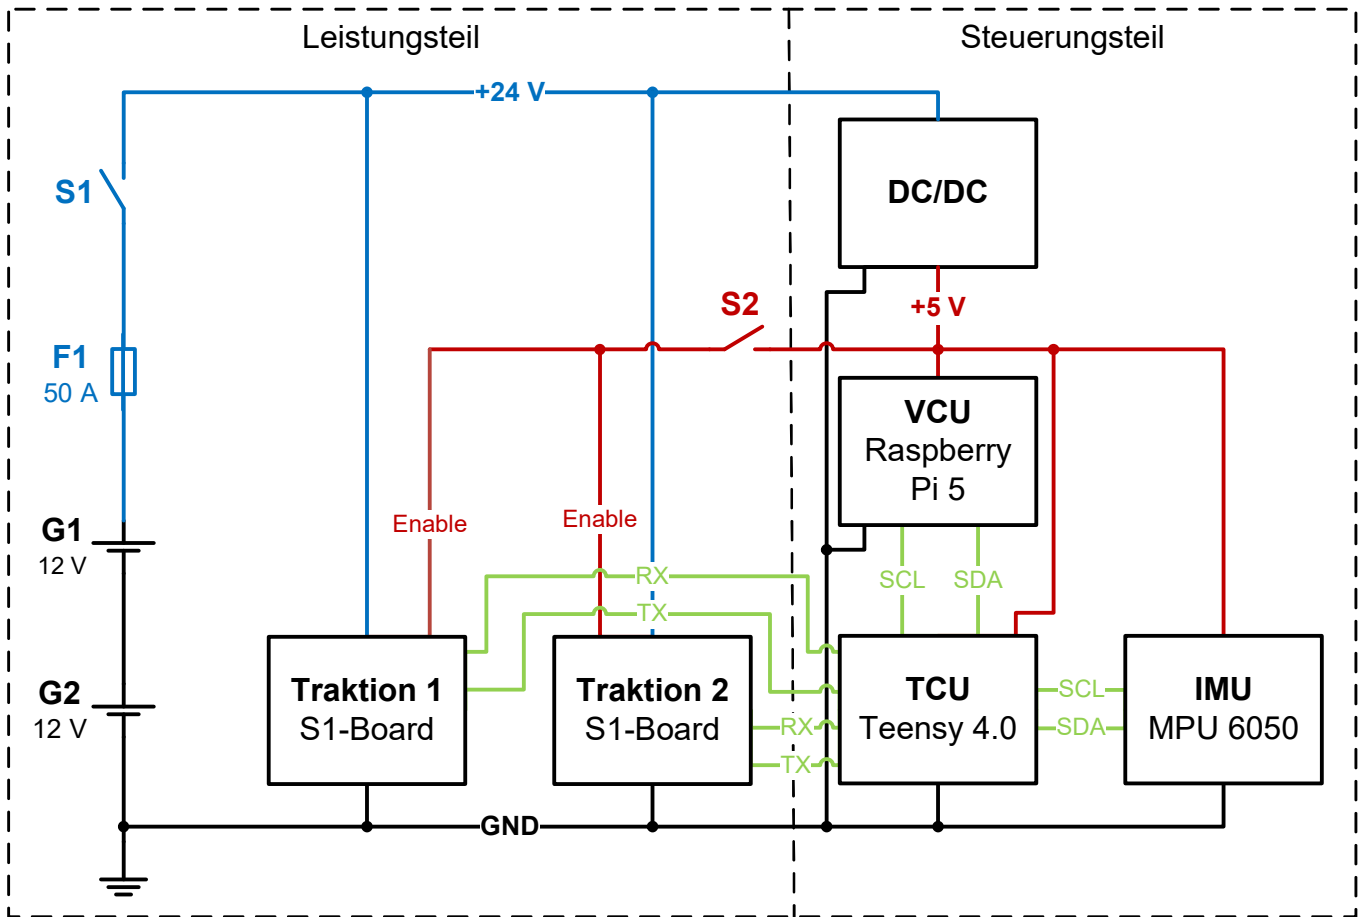 Leistungsteil
Steuerungsteil
+24 V
S1
DC/DC
S2
+5 V
F1
50 A
VCU
Raspberry
Pi 5
G1
12 V
Enable
Enable
RX
SCL
SDA
TX
G2
12 V
Traktion 1
S1-Board
Traktion 2
S1-Board
TCU
Teensy 4.0
SCL
SDA
IMU
MPU 6050
RX
TX
GND